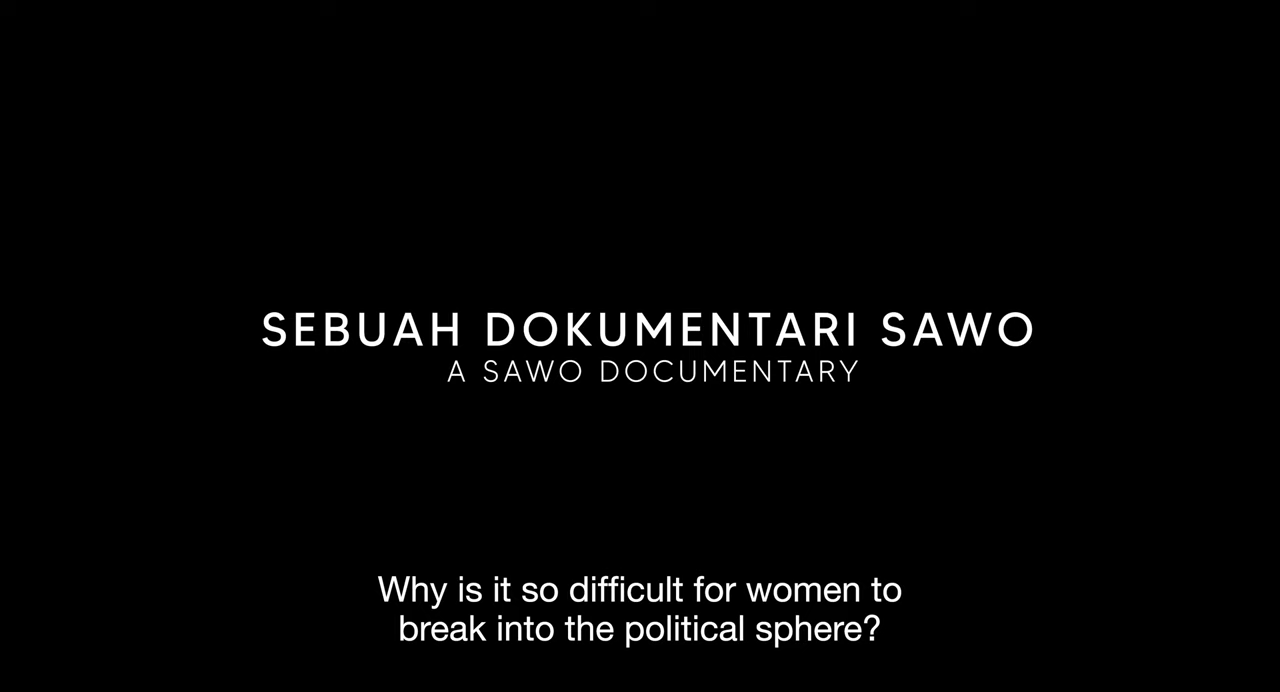 SEBUAH DOKUMENTARI SAWO
A SAWO DOCUMENTARY
Why is it so difficult for women to
break into the political sphere?